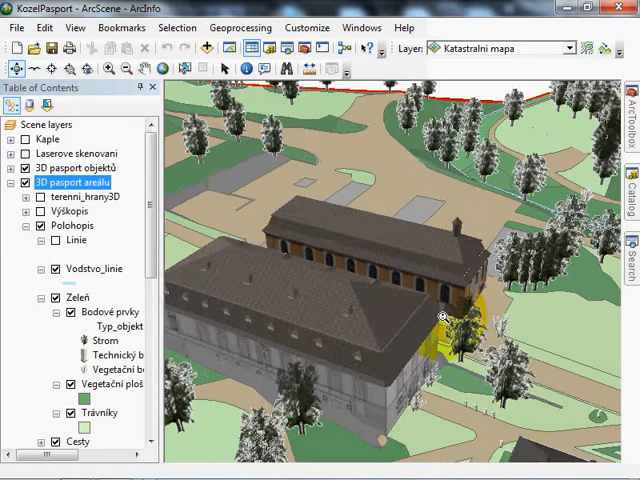 KozelPasport - ArcScene - ArcInfo
File Edit View Bookmarks Selection Geoprocessing Customize Windows Help
Layer: Katastralni mapa
Table of Contents
Scene layers
Kaple
Laserove skenovani
3D pasport objektů
3D pasport areálu
terenni_hrany3D
Výškopis
Polohopis
Linie
Vodstvo_linie
Zeleň
Bodové prvky
Typ_objekt
Strom
Technický b
Vegetační bo
Vegetační ploš
Trávníky
Cesty
ArcToolbox
Catalog
Search